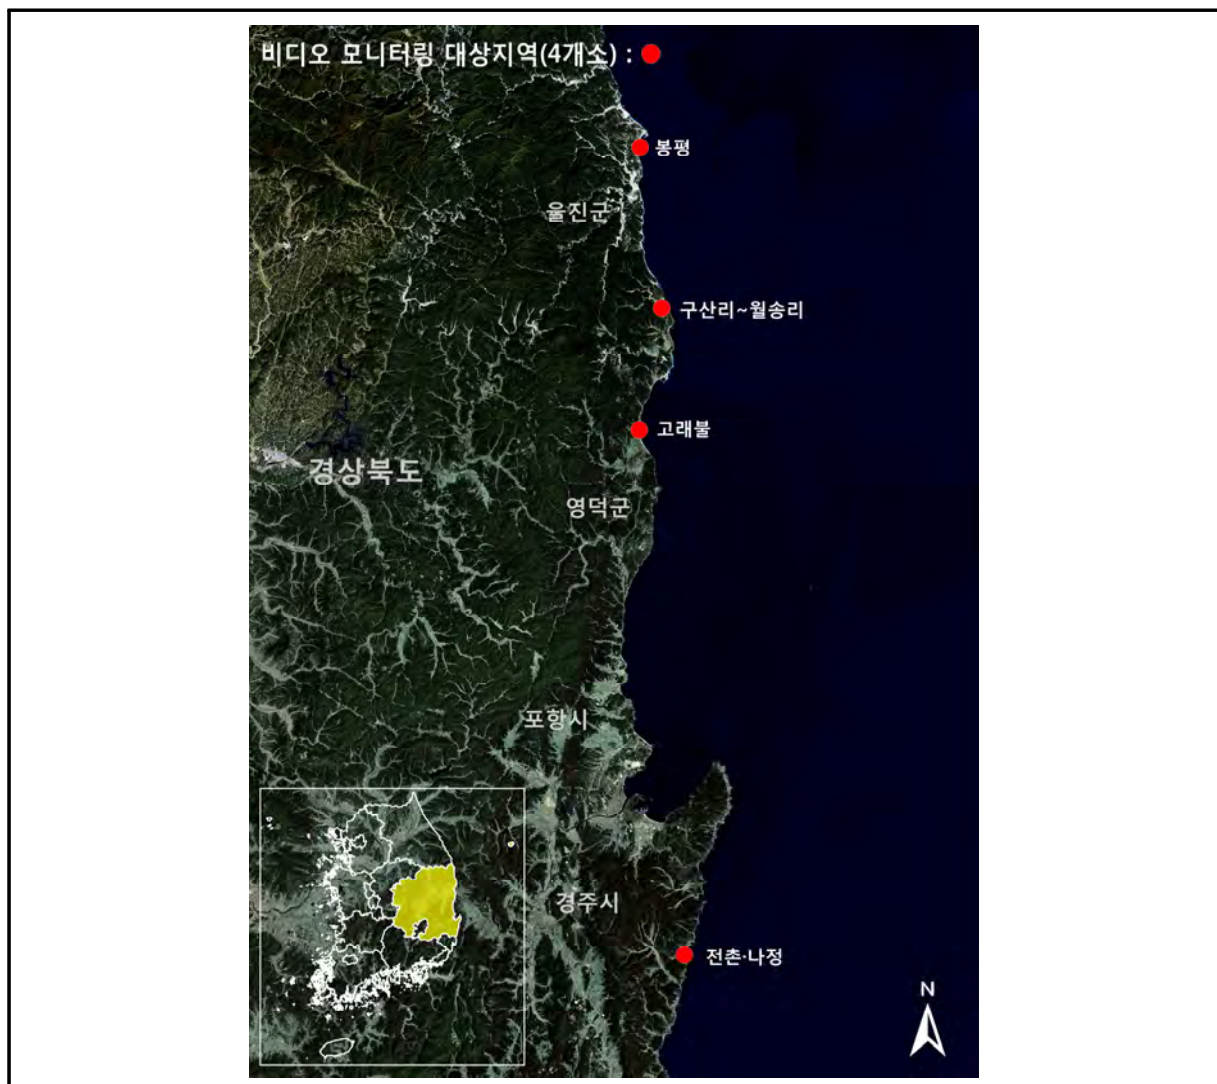 비디오 모니터링 대상지역(4개소) :
봉평
울진군
구산리~월송리
고래불
경상북도
영덕군
포항시
경주시
전촌·나정
N